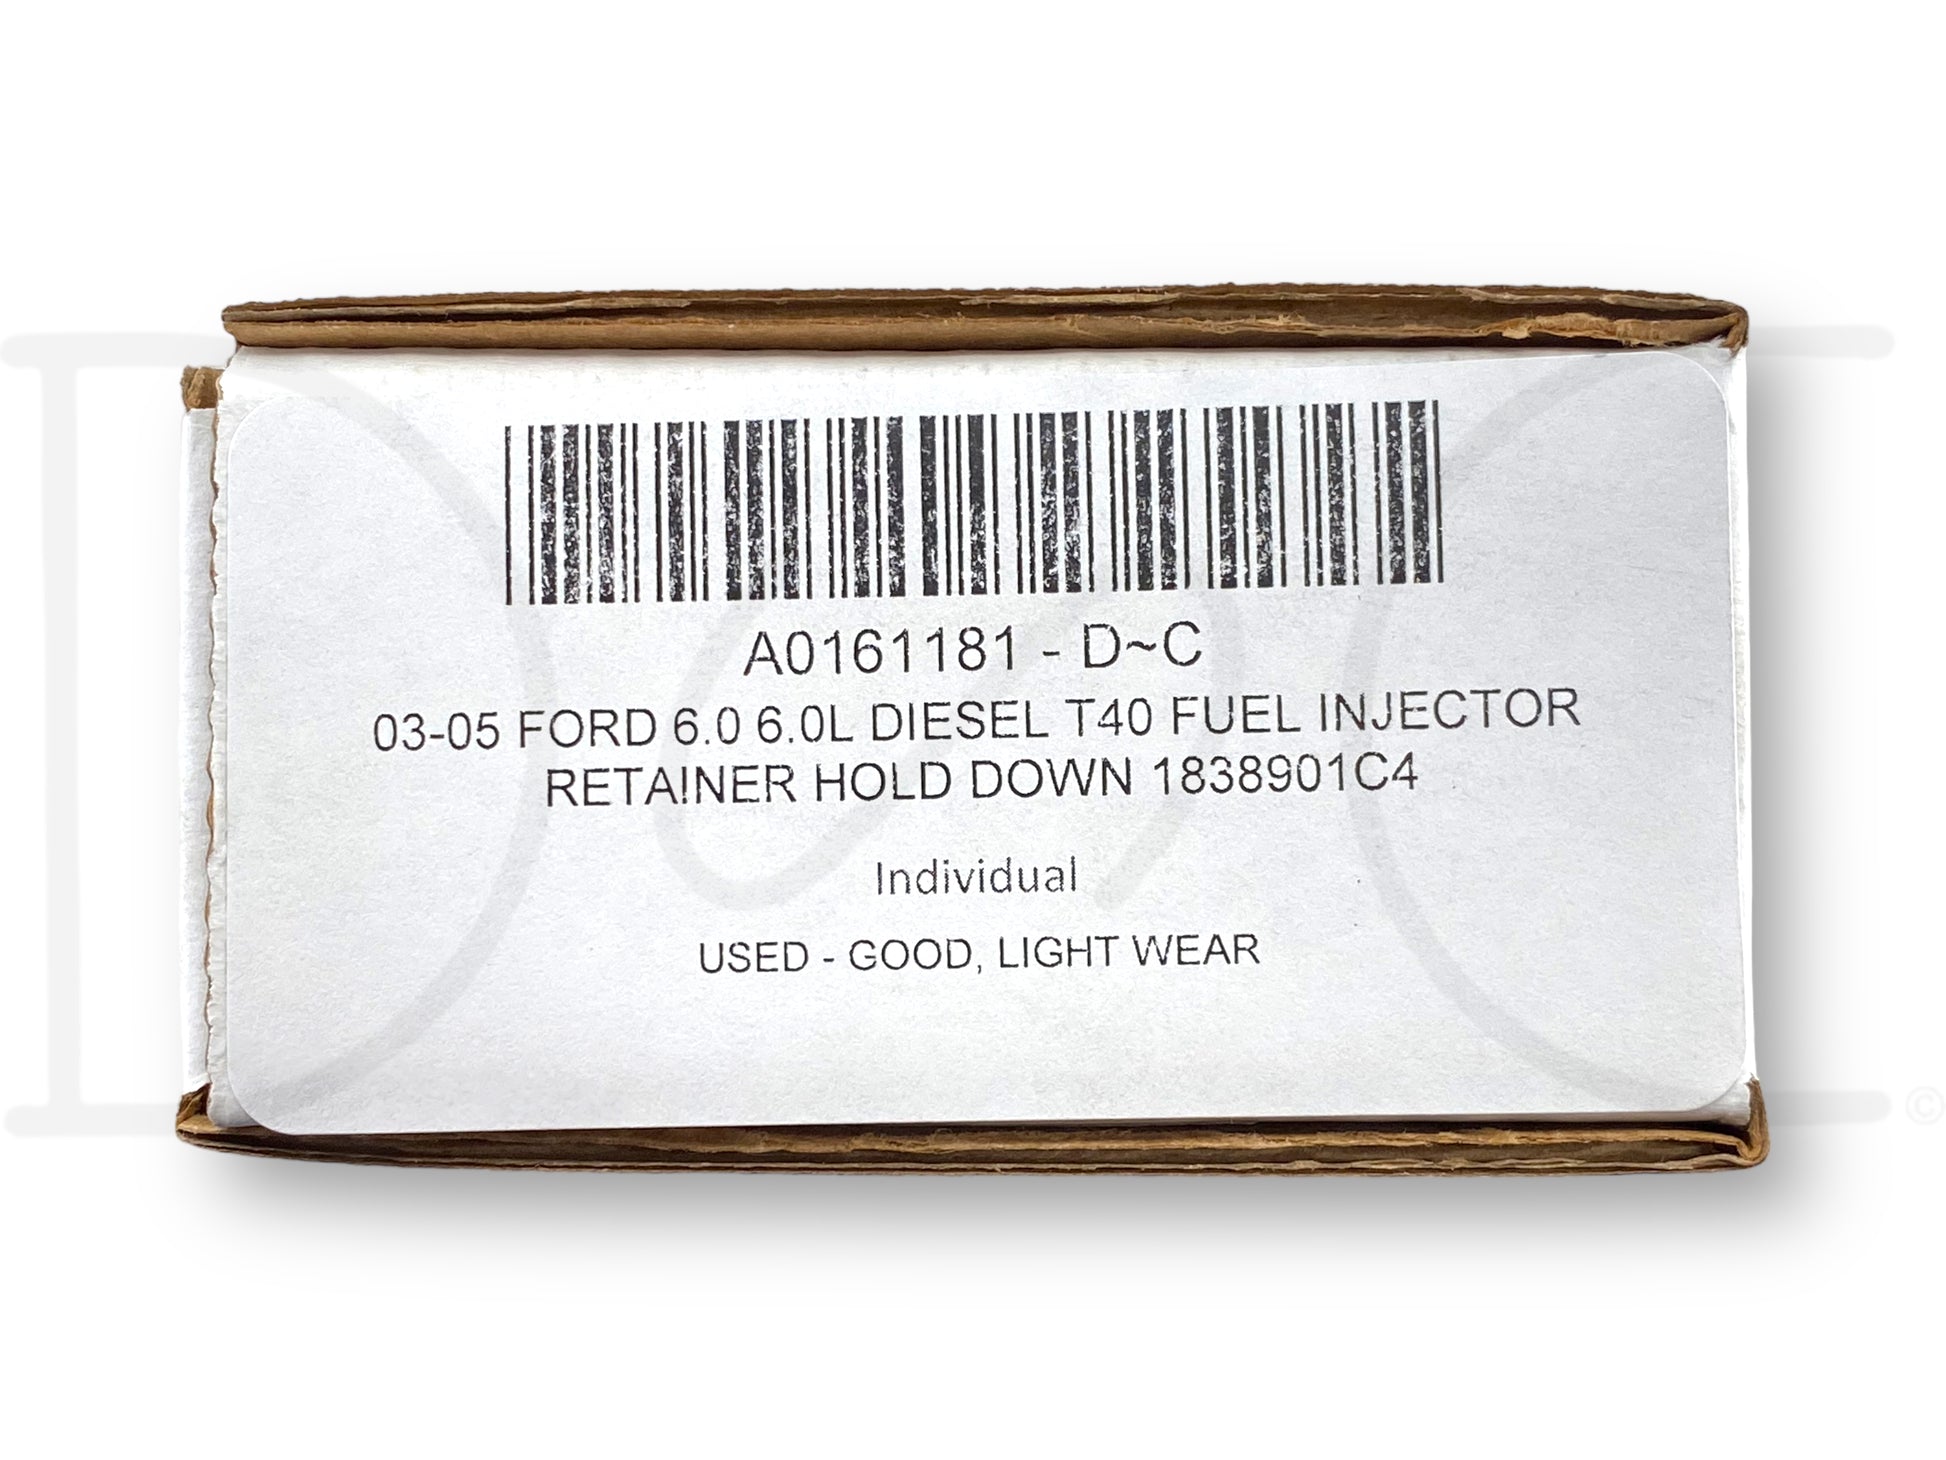 A0161181 - D~C
03-05 FORD 6.0 6.0L DIESEL T40 FUEL INJECTOR
RETAINER HOLD DOWN 1838901C4
Individual
USED - GOOD, LIGHT WEAR
DnC
©